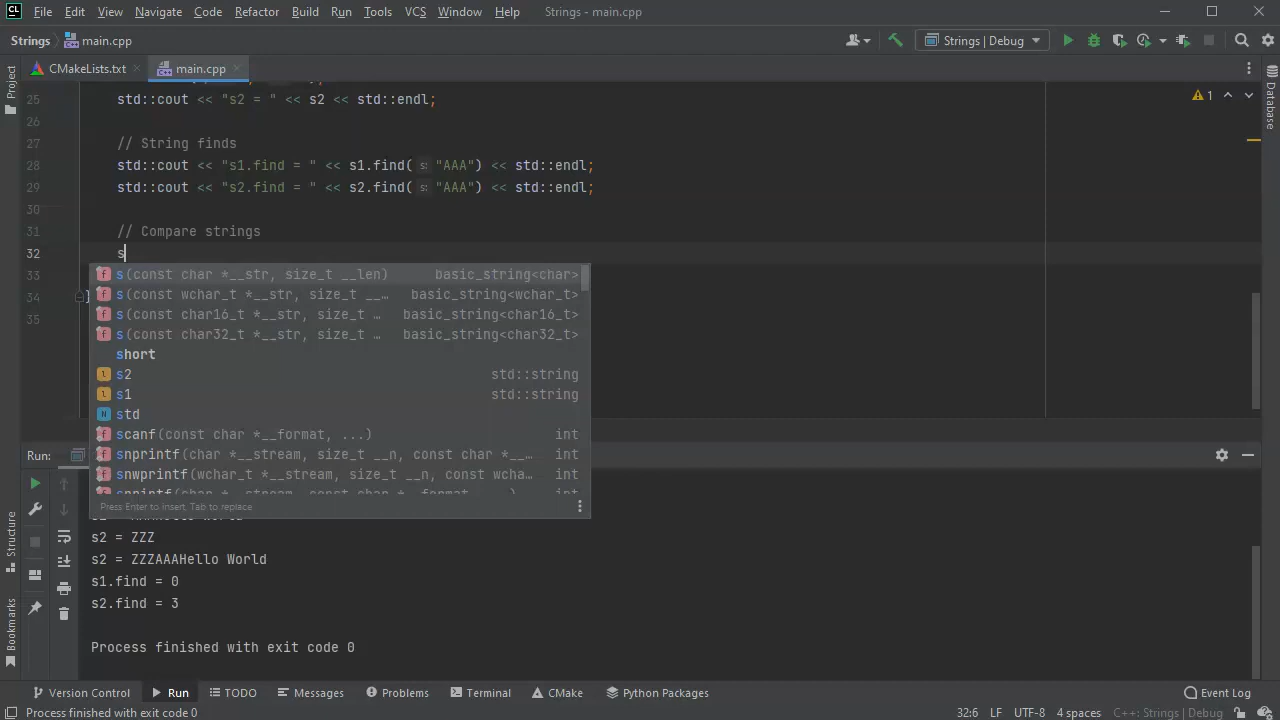 CL File Edit View Navigate Code Refactor Build Run Tools VCS Window Help Strings - main.cpp
Strings main.cpp Strings | Debug
CMakeLists.txt main.cpp
Project
Database
1
25 std::cout << "s2 = " << s2 << std::endl;
26
27 // String finds
28 std::cout << "s1.find = " << s1.find( s: "AAA") << std::endl;
29 std::cout << "s2.find = " << s2.find( s: "AAA") << std::endl;
30
31 // Compare strings
32 s
33
34 }
35
s(const char *__str, size_t __len) basic_string<char>
s(const wchar_t *__str, size_t __… basic_string<wchar_t>
s(const char16_t *__str, size_t … basic_string<char16_t>
s(const char32_t *__str, size_t … basic_string<char32_t>
short
s2 std::string
s1 std::string
std
scanf(const char *__format, ...) int
snprintf(char *__stream, size_t __n, const char *__… int
snwprintf(wchar_t *__stream, size_t __n, const wcha… int
Press Enter to insert, Tab to replace
Run:
s2 = ZZZ
s2 = ZZZAAAHello World
s1.find = 0
s2.find = 3
Process finished with exit code 0
Structure
Bookmarks
Version Control Run TODO Messages Problems Terminal CMake Python Packages Event Log
Process finished with exit code 0 32:6 LF UTF-8 4 spaces C++: Strings | Debug